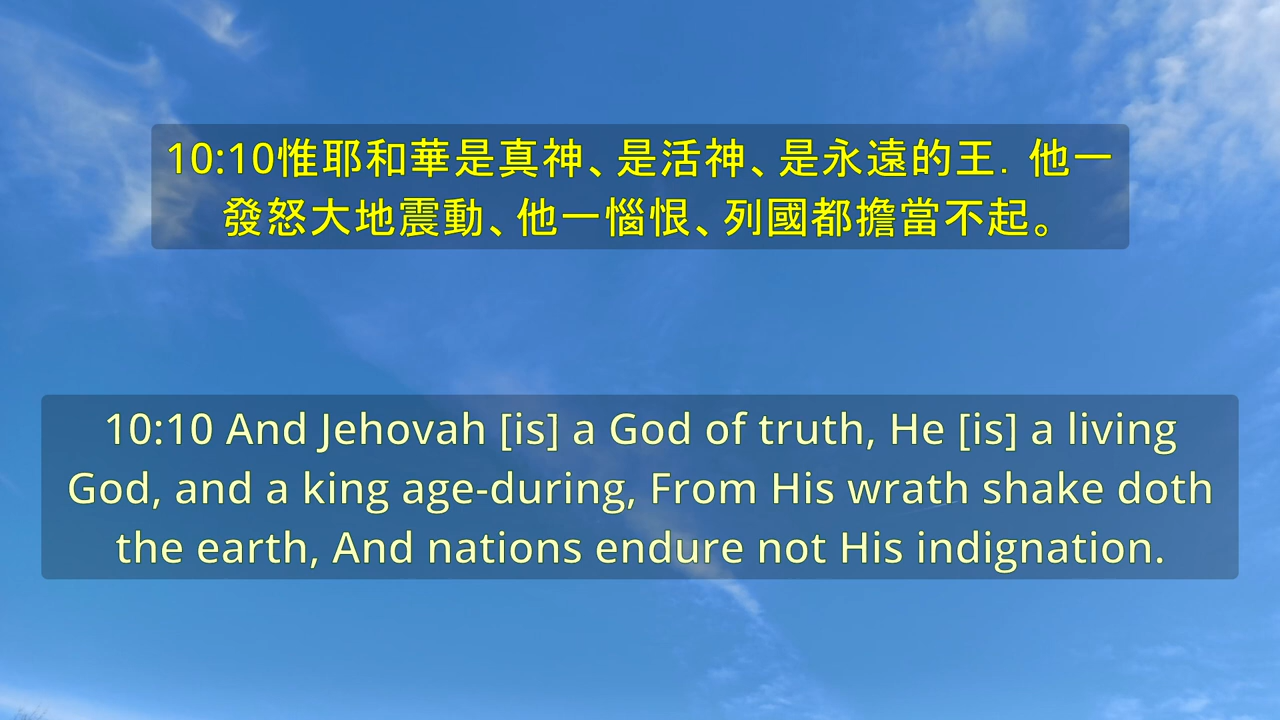 10:10惟耶和華是真神、是活神、是永遠的王．他一
發怒大地震動、他一惱恨、列國都擔當不起。
10:10 And Jehovah [is] a God of truth, He [is] a living
God, and a king age-during, From His wrath shake doth
the earth, And nations endure not His indignation.